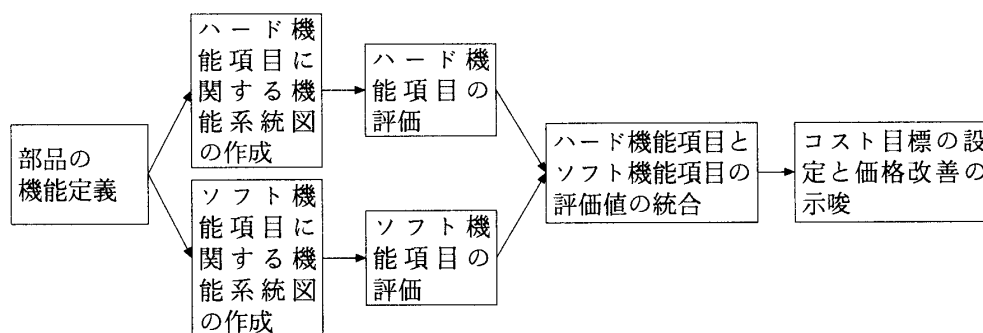 部品の
機能定義
ハード機
能項目に
関する機
能系統図
の作成
ハード機
能項目の
評価
ソフト機
能項目に
関する機
能系統図
の作成
ソフト機
能項目の
評価
ハード機能項目と
ソフト機能項目の
評価値の統合
コスト目標の設
定と価格改善の
示唆